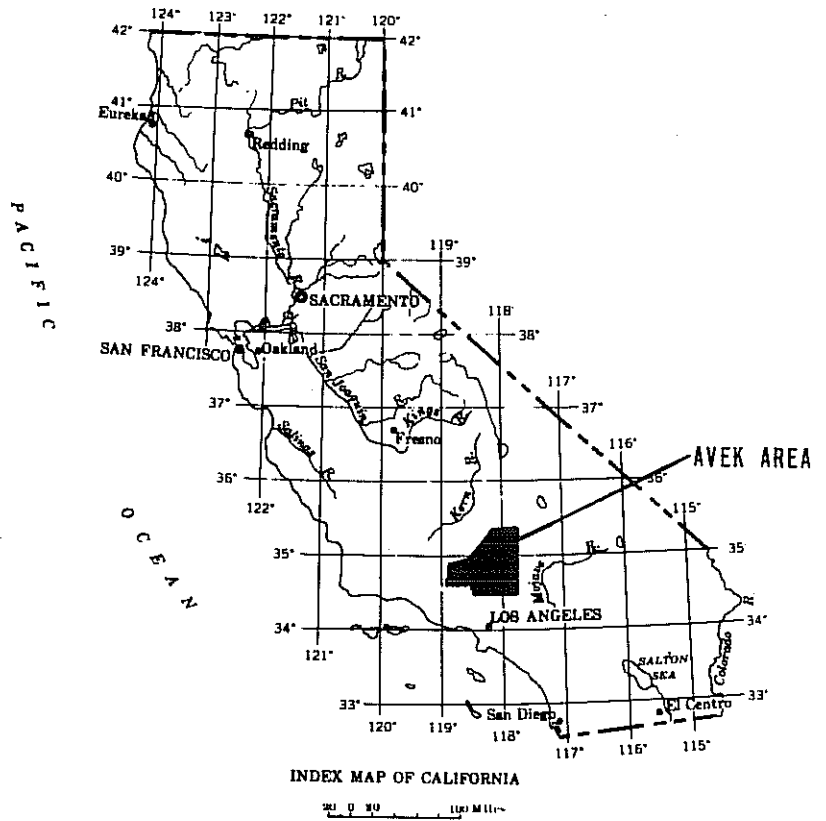 124° 123° 122° 121° 120°
42° 42°
41° 41°
Pit R.
Eureka
Redding
40° 40°
Sacramento R.
39° 119° 39°
124°
SACRAMENTO
118°
38° 38°
SAN FRANCISCO Oakland
San Joaquin R.
117°
37° 37°
Kings R.
Fresno
Salinas R.
116°
36° 36°
AVEK AREA
122°
Kern R.
115°
35° 35°
Mojave R.
LOS ANGELES
34° 34°
121°
SALTON
SEA
Colorado R
33° 33°
San Diego El Centro
120° 119° 118° 117° 116° 115°
PACIFIC
OCEAN
INDEX MAP OF CALIFORNIA
0 100 Miles